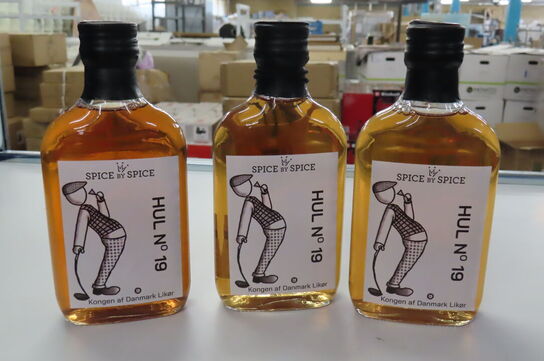 SPICE BY SPICE
HUL Nº 19
Kongen af Danmark Likør
SPICE BY SPICE
HUL Nº 19
Kongen af Danmark Likør
SPICE BY SPICE
HUL Nº 19
Kongen af Danmark Likør